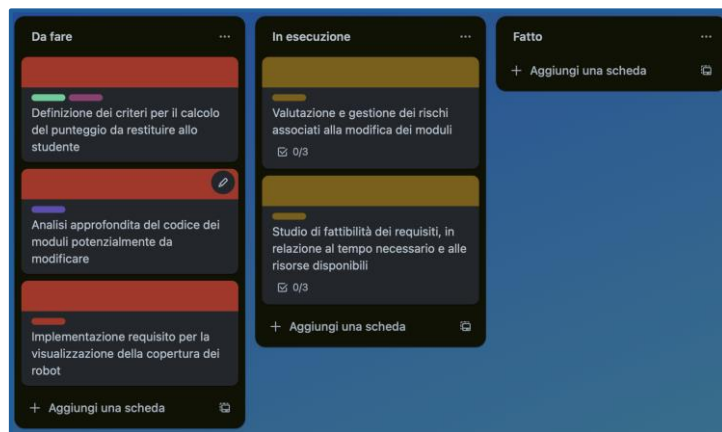 Da fare
Definizione dei criteri per il calcolo
del punteggio da restituire allo
studente
Analisi approfondita del codice dei
moduli potenzialmente da
modificare
Implementazione requisito per la
visualizzazione della copertura dei
robot
+ Aggiungi una scheda
In esecuzione
Valutazione e gestione dei rischi
associati alla modifica dei moduli
0/3
Studio di fattibilità dei requisiti, in
relazione al tempo necessario e alle
risorse disponibili
0/3
+ Aggiungi una scheda
Fatto
+ Aggiungi una scheda